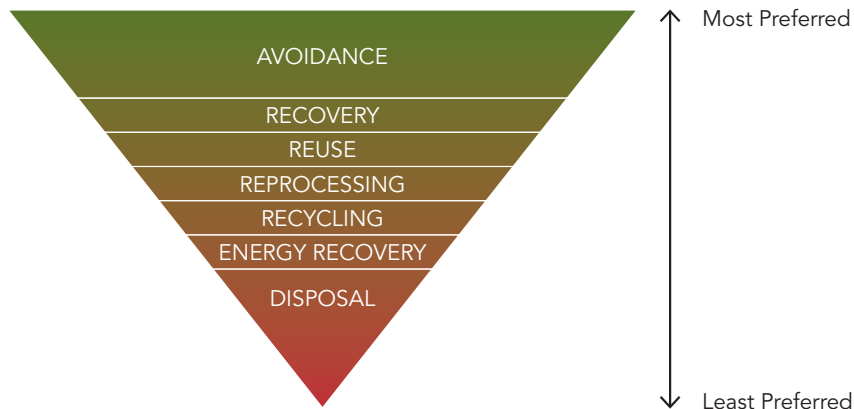 Most Preferred
AVOIDANCE
RECOVERY
REUSE
REPROCESSING
RECYCLING
ENERGY RECOVERY
DISPOSAL
Least Preferred